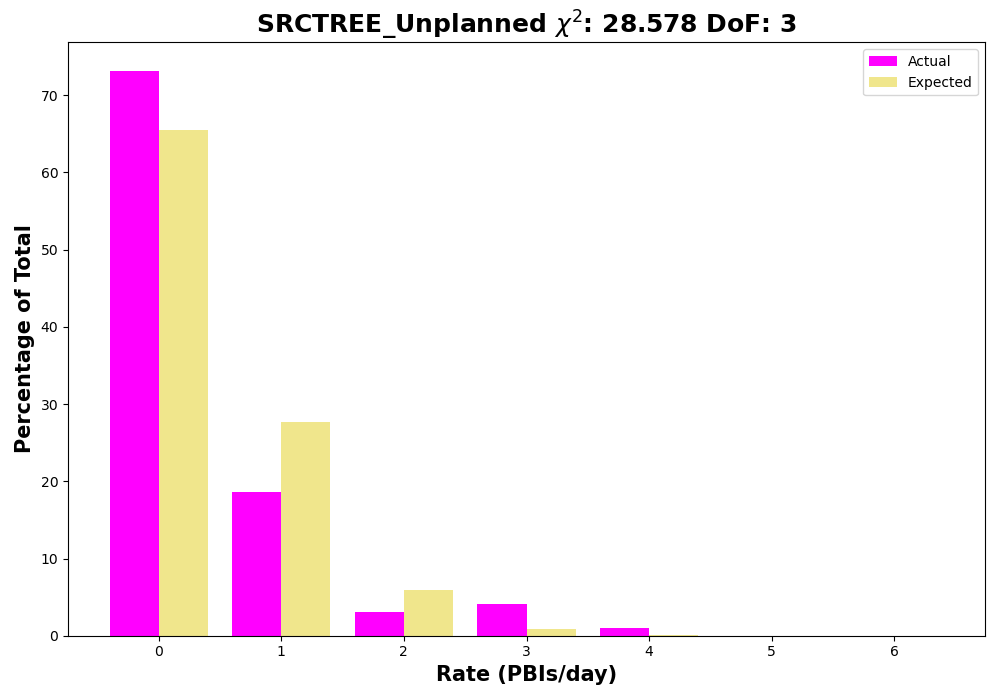 SRCTREE_Unplanned χ²: 28.578 DoF: 3
Actual
Expected
Percentage of Total
70
60
50
40
30
20
10
0
0 1 2 3 4 5 6
Rate (PBIs/day)